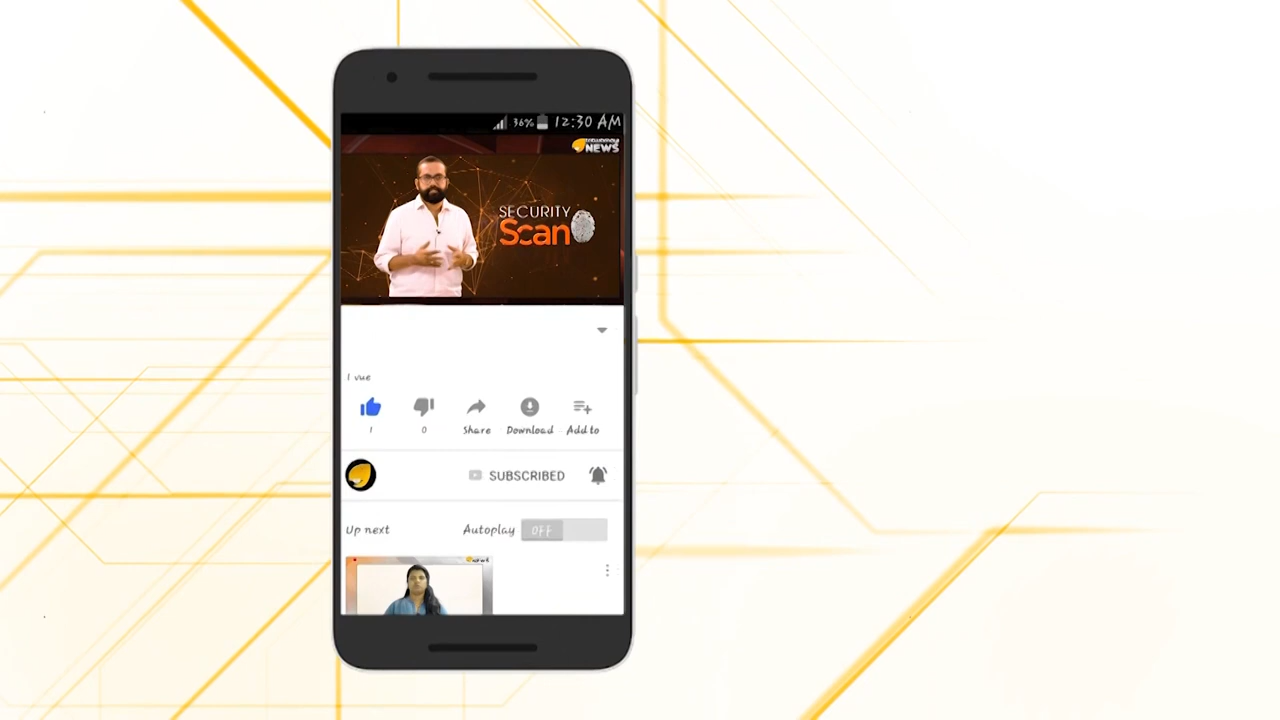 36% 12:30 AM
NEWS
SECURITY
Scan
1 vue
1 0 Share Download Add to
SUBSCRIBED
Up next Autoplay OFF